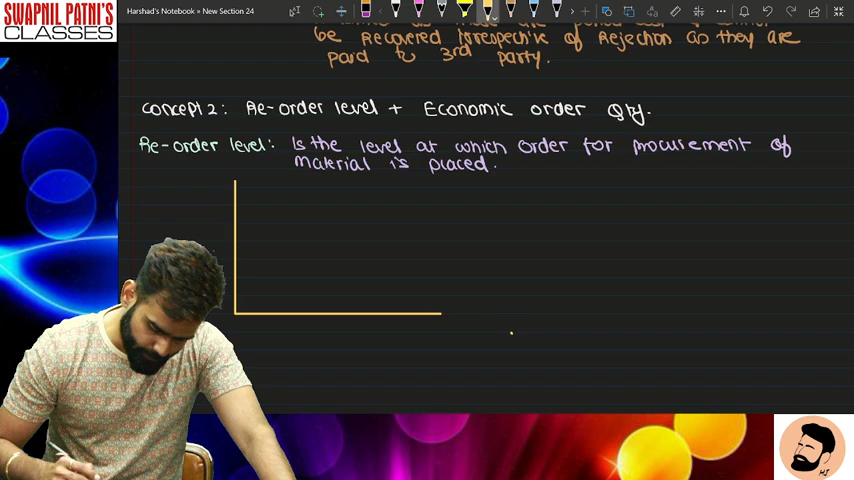 SWAPNIL PATNI'S
CLASSES
Harshad's Notebook » New Section 24
be Recovered Irrespective of Rejection as they are
paid to 3rd party.
Concept 2: Re-order level + Economic order Qty.
Re-order level: Is the level at which order for procurement of
material is placed.